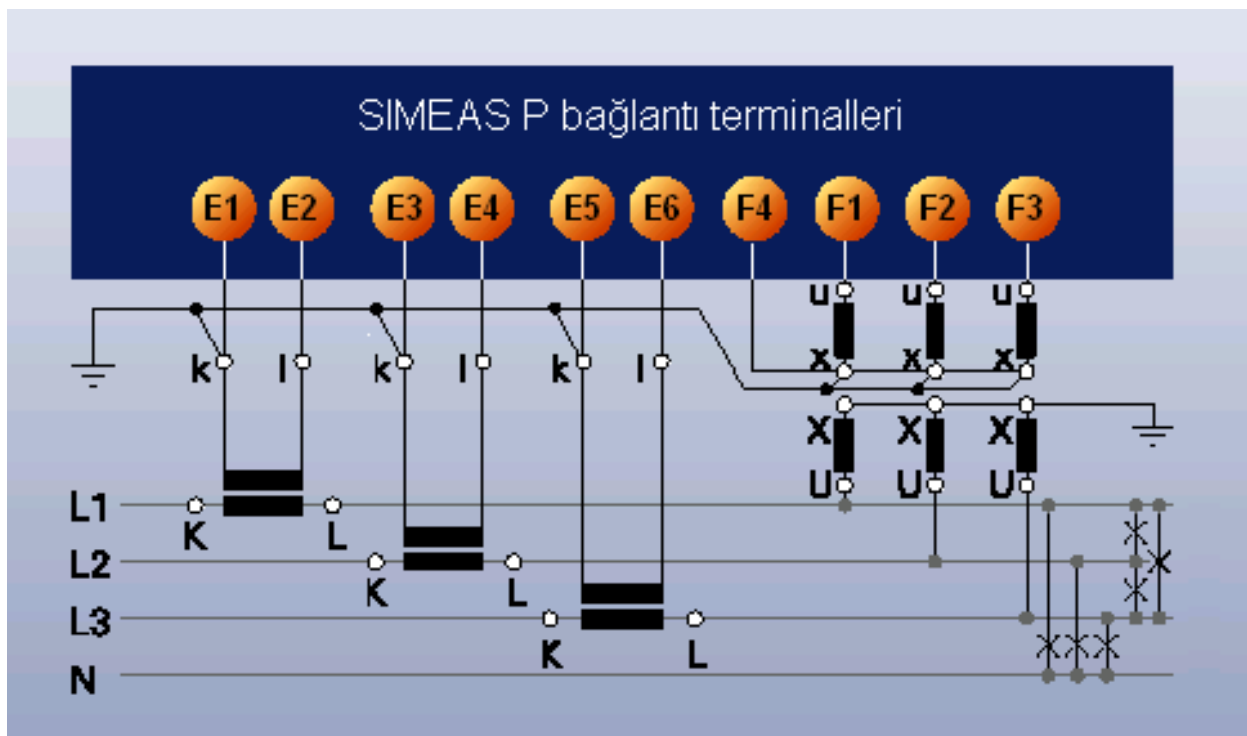 SIMEAS P bağlantı terminalleri
E1 E2 E3 E4 E5 E6 F4 F1 F2 F3
u u u
k l k l k l x x x
X X X
U U U
L1
K L
L2
K L
L3
K L
N